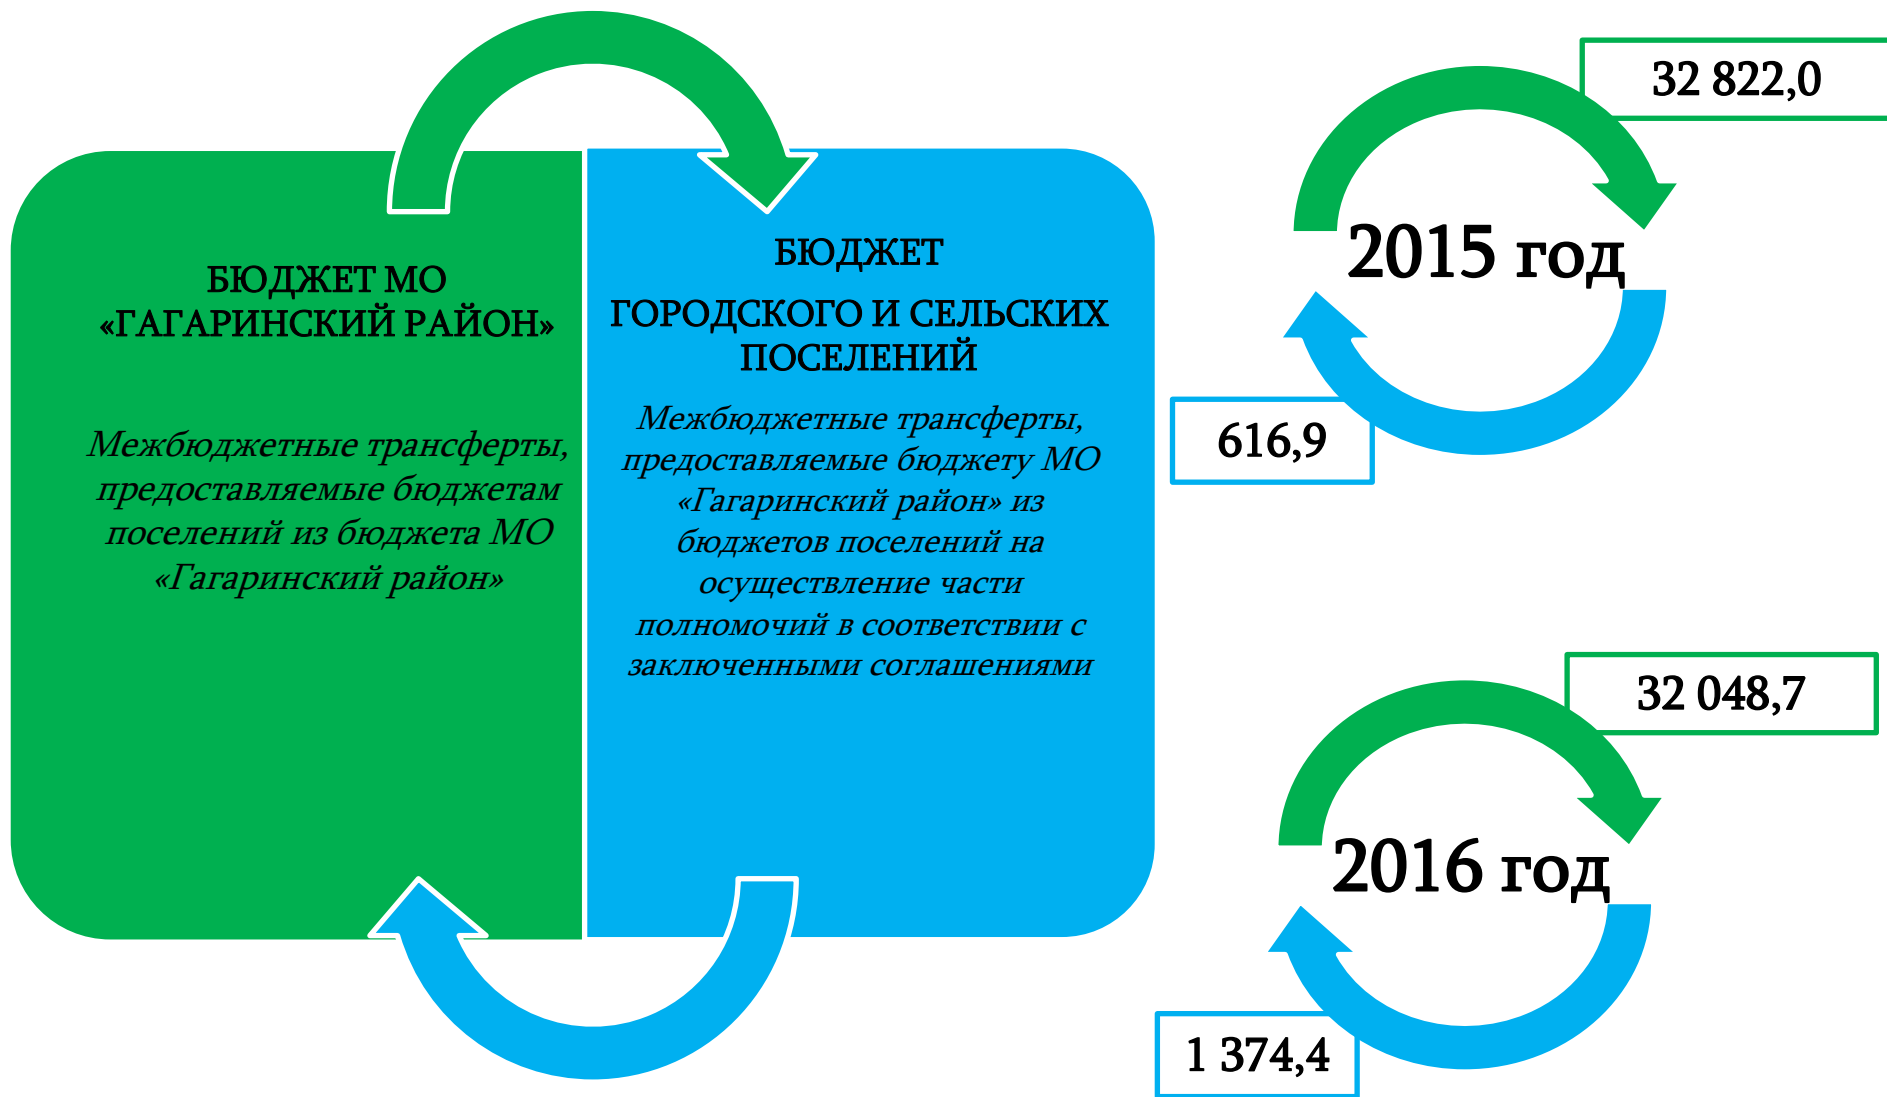 БЮДЖЕТ МО
«ГАГАРИНСКИЙ РАЙОН»
Межбюджетные трансферты,
предоставляемые бюджетам
поселений из бюджета МО
«Гагаринский район»
БЮДЖЕТ
ГОРОДСКОГО И СЕЛЬСКИХ
ПОСЕЛЕНИЙ
Межбюджетные трансферты,
предоставляемые бюджету МО
«Гагаринский район» из
бюджетов поселений на
осуществление части
полномочий в соответствии с
заключенными соглашениями
32 822,0
2015 год
616,9
32 048,7
2016 год
1 374,4